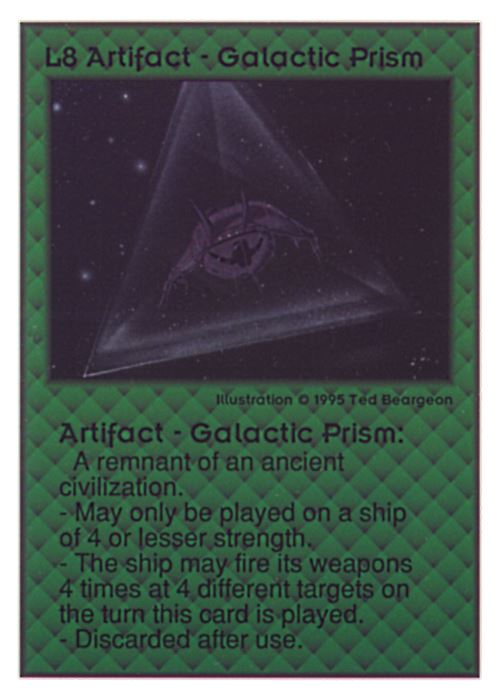 L8 Artifact - Galactic Prism
Illustration © 1995 Ted Beargeon
Artifact - Galactic Prism:
A remnant of an ancient
civilization.
- May only be played on a ship
of 4 or lesser strength.
- The ship may fire its weapons
4 times at 4 different targets on
the turn this card is played.
- Discarded after use.